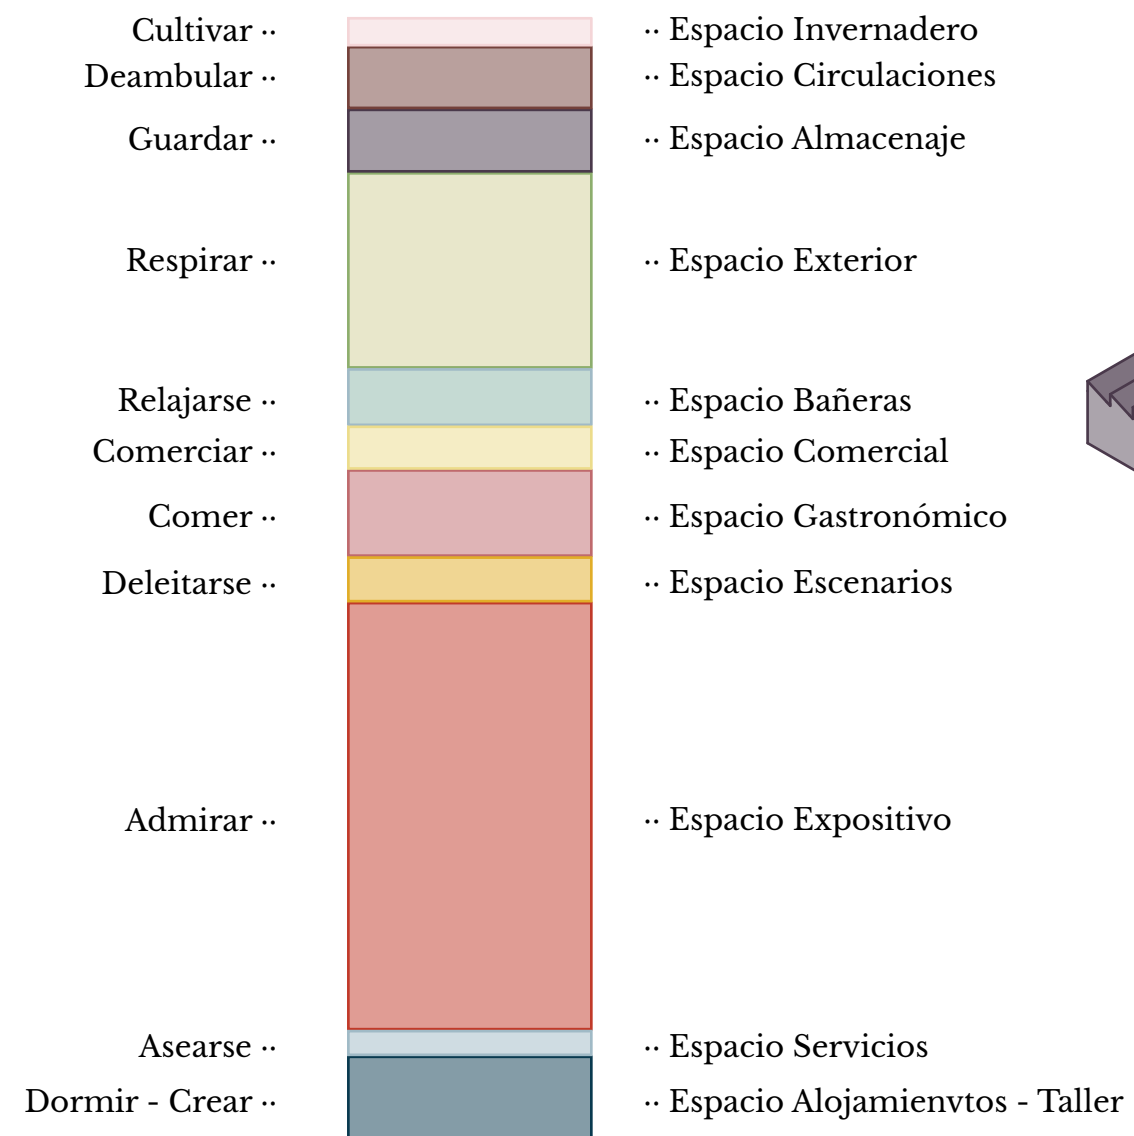 Cultivar ·· ·· Espacio Invernadero
Deambular ·· ·· Espacio Circulaciones
Guardar ·· ·· Espacio Almacenaje
Respirar ·· ·· Espacio Exterior
Relajarse ·· ·· Espacio Bañeras
Comerciar ·· ·· Espacio Comercial
Comer ·· ·· Espacio Gastronómico
Deleitarse ·· ·· Espacio Escenarios
Admirar ·· ·· Espacio Expositivo
Asearse ·· ·· Espacio Servicios
Dormir - Crear ·· ·· Espacio Alojamienvtos - Taller